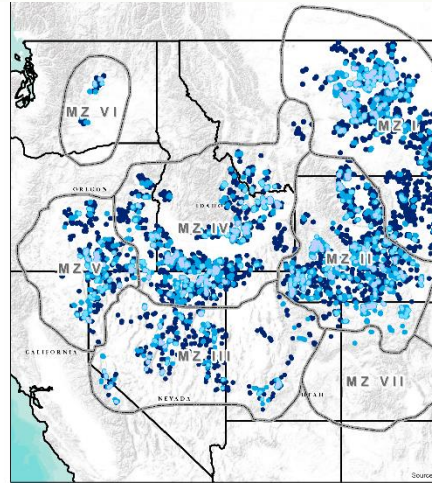 MZ VI
MZ I
OREGON
IDAHO
MZ IV
MZ II
MZ V
MZ III
CALIFORNIA
NEVADA
UTAH
MZ VII
Source